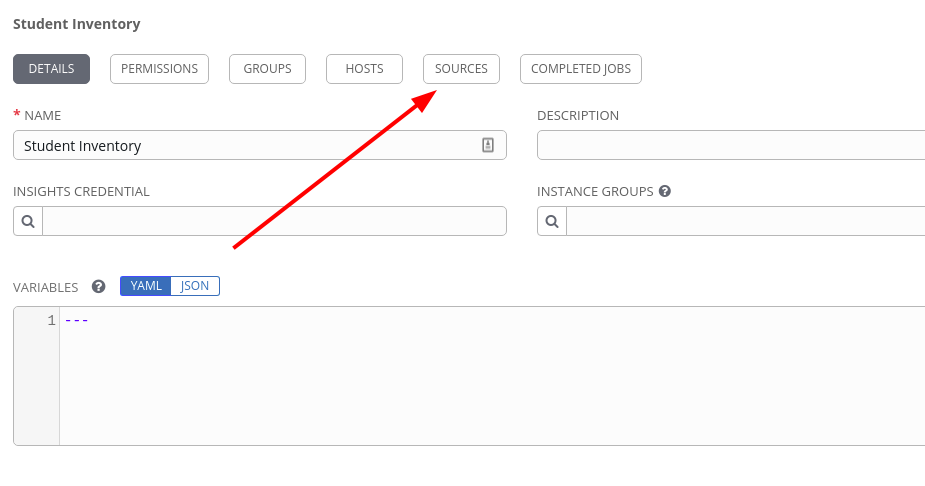 Student Inventory
DETAILS PERMISSIONS GROUPS HOSTS SOURCES COMPLETED JOBS
* NAME DESCRIPTION
Student Inventory
INSIGHTS CREDENTIAL INSTANCE GROUPS ?
VARIABLES ? YAML JSON
1 ---